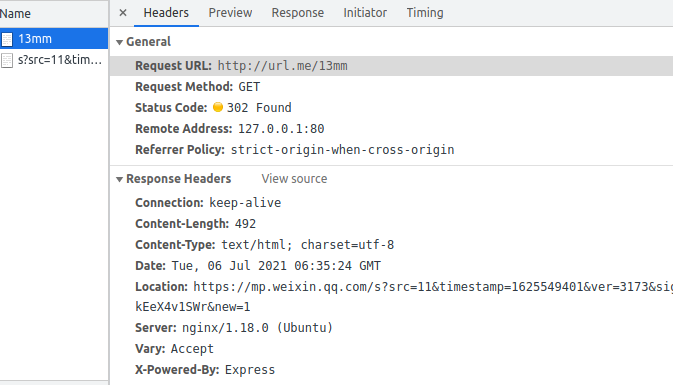 Name
13mm
s?src=11&tim…
× Headers Preview Response Initiator Timing
General
Request URL: http://url.me/13mm
Request Method: GET
Status Code: 302 Found
Remote Address: 127.0.0.1:80
Referrer Policy: strict-origin-when-cross-origin
Response Headers View source
Connection: keep-alive
Content-Length: 492
Content-Type: text/html; charset=utf-8
Date: Tue, 06 Jul 2021 06:35:24 GMT
Location: https://mp.weixin.qq.com/s?src=11&timestamp=1625549401&ver=3173&sig
kEeX4v1SWr&new=1
Server: nginx/1.18.0 (Ubuntu)
Vary: Accept
X-Powered-By: Express